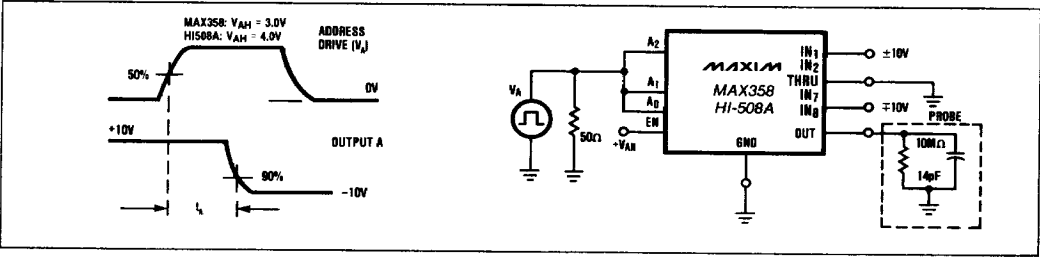 MAX358: VAH = 3.0V
HI508A: VAH = 4.0V
ADDRESS
DRIVE (VA)
50%
0V
+10V
OUTPUT A
90%
−10V
tA
VA
50Ω
+VAH
A2
A1
A0
EN
MAXIM
MAX358
HI-508A
GND
IN1
IN2
THRU
IN7
IN8
OUT
±10V
∓10V
PROBE
10MΩ
14pF